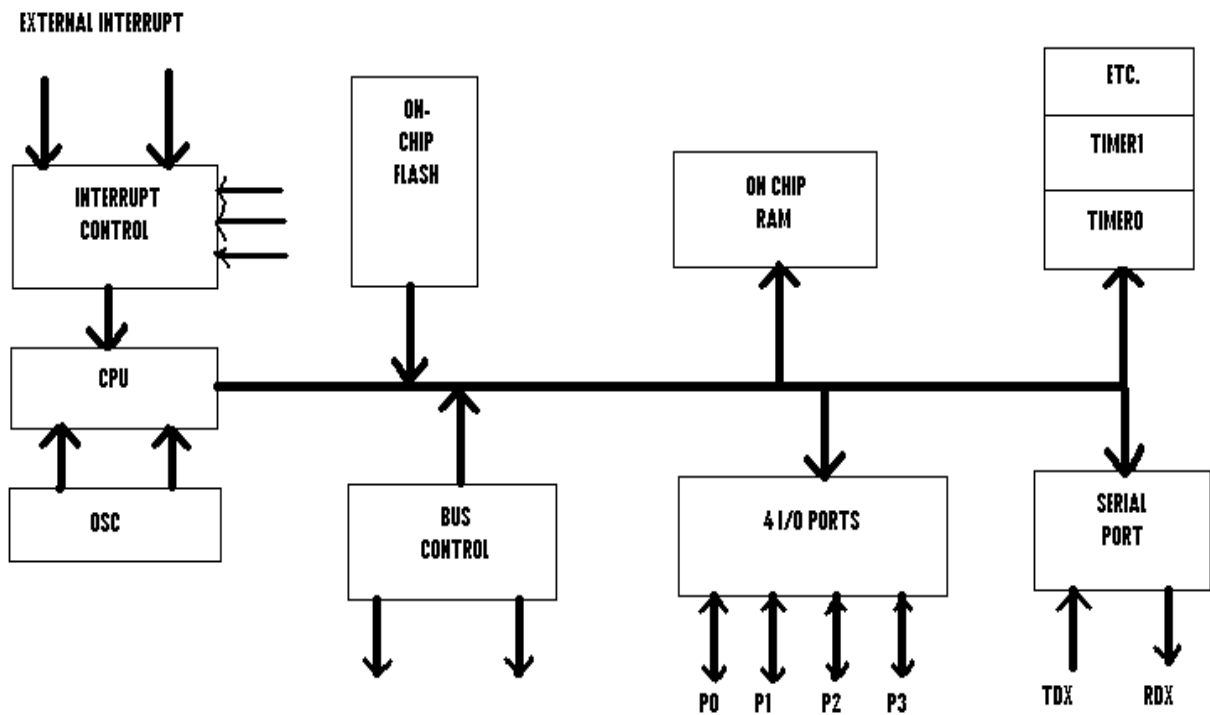 EXTERNAL INTERRUPT
INTERRUPT
CONTROL
CPU
OSC
ON-
CHIP
FLASH
BUS
CONTROL
ON CHIP
RAM
4 I/O PORTS
P0
P1
P2
P3
ETC.
TIMER1
TIMER0
SERIAL
PORT
TDX
RDX